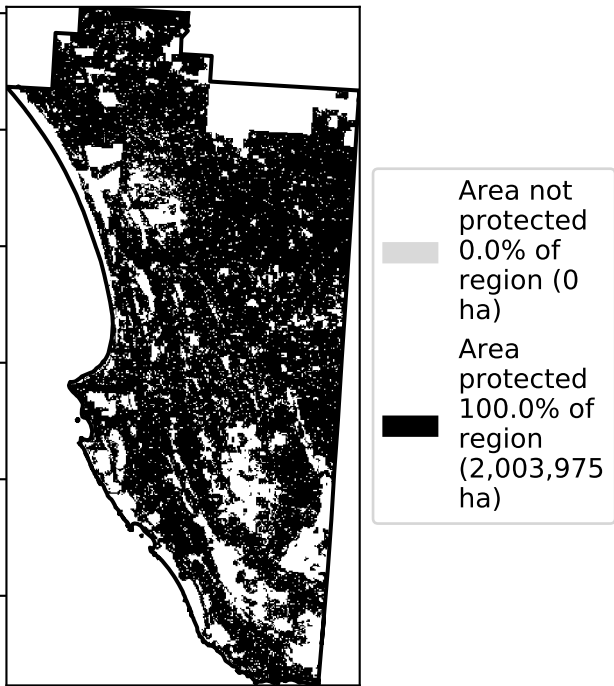 Area not
protected
0.0% of
region (0
ha)
Area
protected
100.0% of
region
(2,003,975
ha)